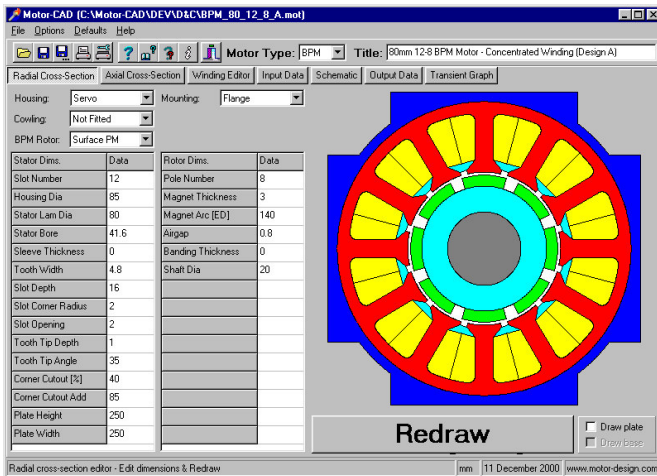 Motor-CAD (C:\Motor-CAD\DEV\D&C\BPM_80_12_8_A.mot)
File Options Defaults Help
Motor Type: BPM Title: 80mm 12-8 BPM Motor - Concentrated Winding (Design A)
Radial Cross-Section Axial Cross-Section Winding Editor Input Data Schematic Output Data Transient Graph
Housing: Servo Mounting: Flange
Cowling: Not Fitted
BPM Rotor: Surface PM
Stator Dims. Data Rotor Dims. Data
Slot Number 12 Pole Number 8
Housing Dia 85 Magnet Thickness 3
Stator Lam Dia 80 Magnet Arc [ED] 140
Stator Bore 41.6 Airgap 0.8
Sleeve Thickness 0 Banding Thickness 0
Tooth Width 4.8 Shaft Dia 20
Slot Depth 16
Slot Corner Radius 2
Slot Opening 2
Tooth Tip Depth 1
Tooth Tip Angle 35
Corner Cutout [%] 40
Corner Cutout Add 85
Plate Height 250
Plate Width 250
Redraw
Draw plate
Draw base
Radial cross-section editor - Edit dimensions & Redraw mm 11 December 2000 www.motor-design.com